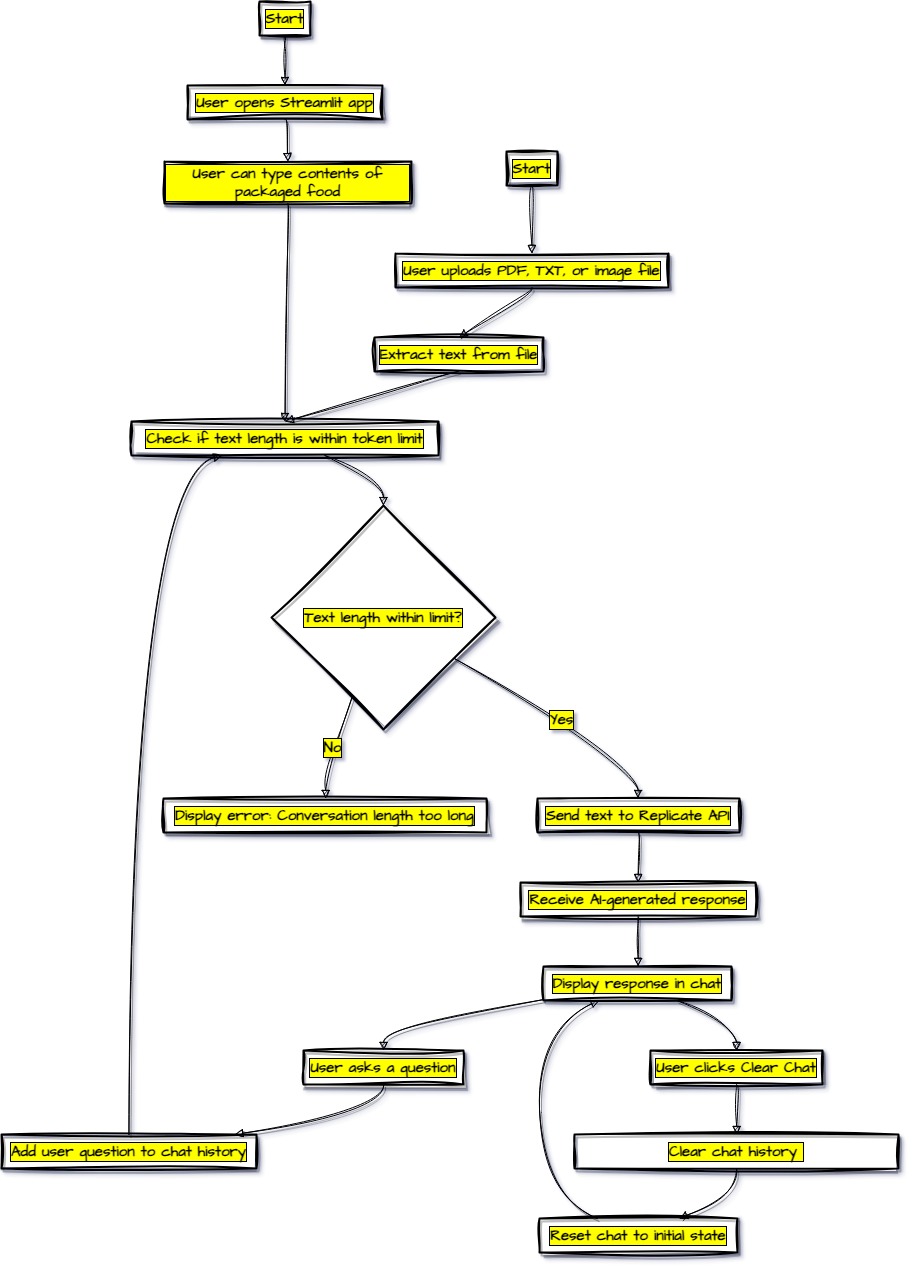 Start
User opens Streamlit app
User can type contents of
packaged food
Start
User uploads PDF, TXT, or image file
Extract text from file
Check if text length is within token limit
Text length within limit?
Yes
No
Display error: Conversation length too long
Send text to Replicate API
Receive AI-generated response
Display response in chat
User asks a question
User clicks Clear Chat
Add user question to chat history
Clear chat history
Reset chat to initial state